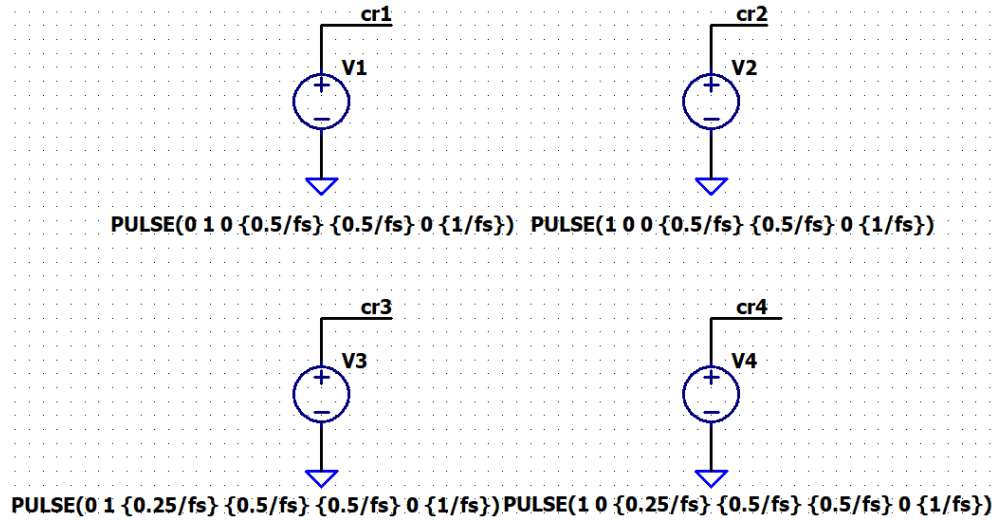 cr1 cr2
V1 V2
PULSE(0 1 0 {0.5/fs} {0.5/fs} 0 {1/fs}) PULSE(1 0 0 {0.5/fs} {0.5/fs} 0 {1/fs})
cr3 cr4
V3 V4
PULSE(0 1 {0.25/fs} {0.5/fs} {0.5/fs} 0 {1/fs}) PULSE(1 0 {0.25/fs} {0.5/fs} {0.5/fs} 0 {1/fs})